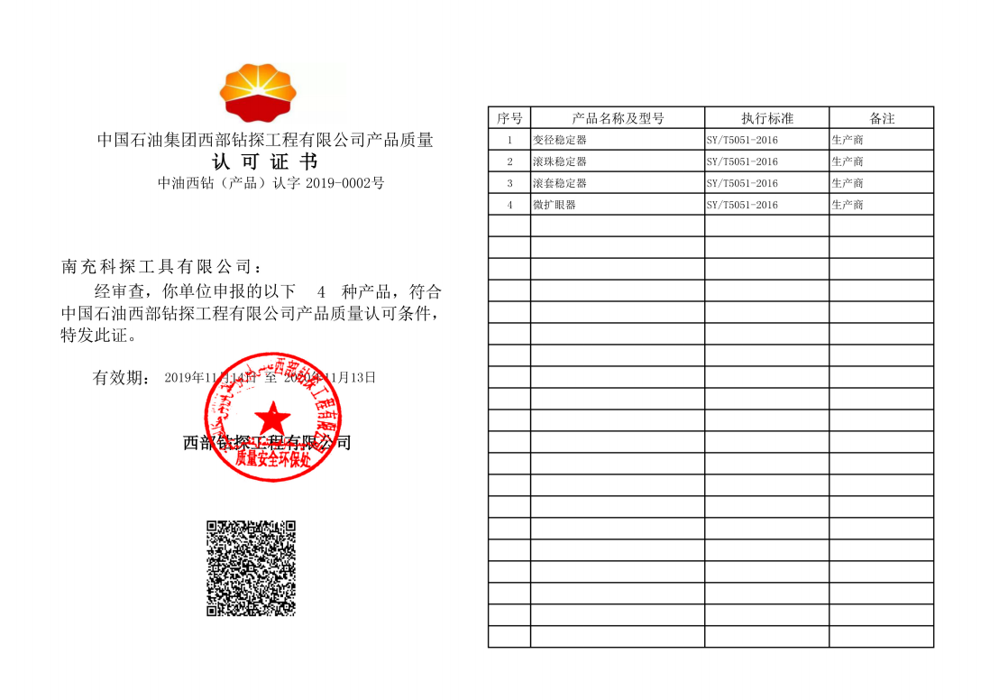 中国石油集团西部钻探工程有限公司产品质量
认可证书
中油西钻（产品）认字 2019-0002号
南充科探工具有限公司：
经审查，你单位申报的以下 4 种产品，符合
中国石油西部钻探工程有限公司产品质量认可条件，
特发此证。
有效期： 2019年11月14日 至 2020年11月13日
西部钻探工程有限公司
西部钻探工程有限公司
质量安全环保处
序号 产品名称及型号 执行标准 备注
1 变径稳定器 SY/T5051-2016 生产商
2 滚珠稳定器 SY/T5051-2016 生产商
3 滚套稳定器 SY/T5051-2016 生产商
4 微扩眼器 SY/T5051-2016 生产商